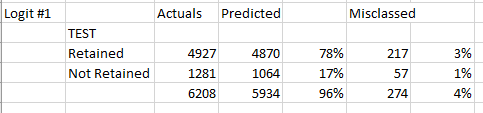 Logit #1 Actuals Predicted Misclassed
TEST
Retained 4927 4870 78% 217 3%
Not Retained 1281 1064 17% 57 1%
6208 5934 96% 274 4%